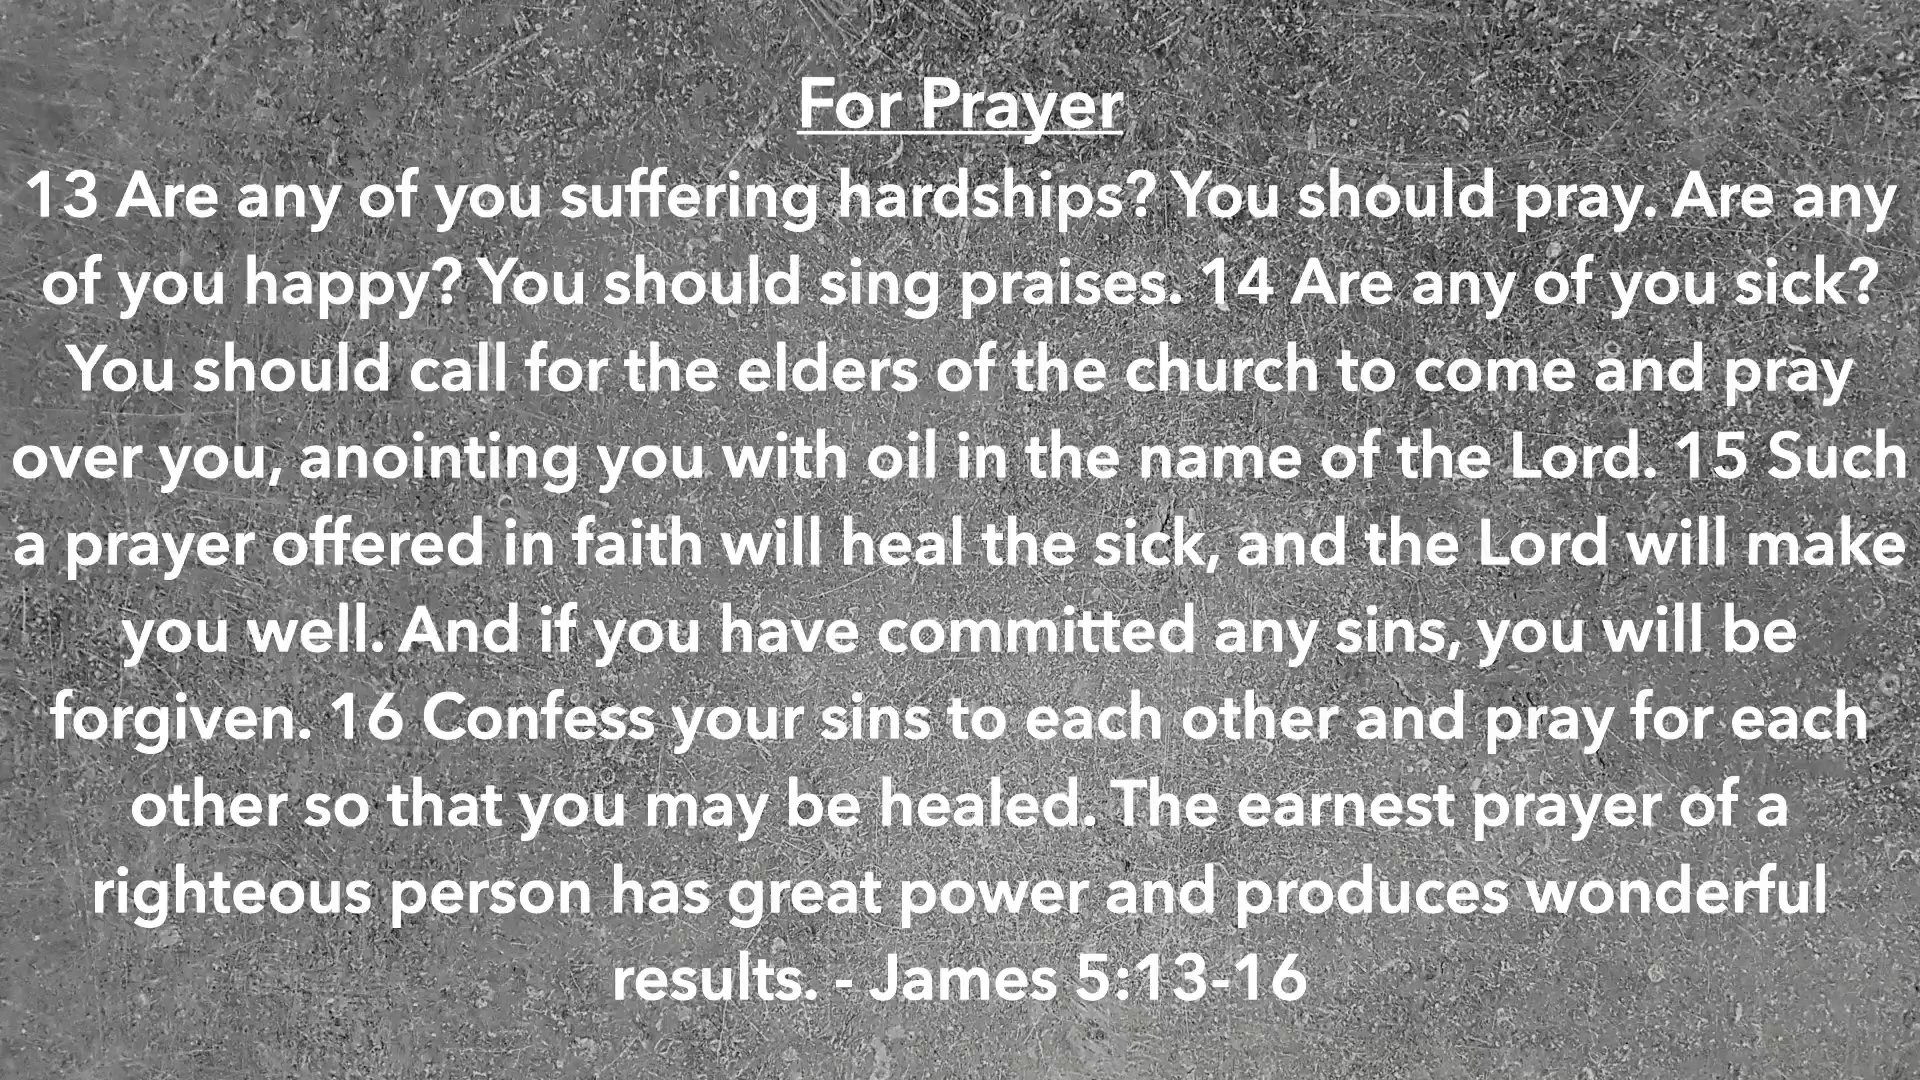 For Prayer
13 Are any of you suffering hardships? You should pray. Are any
of you happy? You should sing praises. 14 Are any of you sick?
You should call for the elders of the church to come and pray
over you, anointing you with oil in the name of the Lord. 15 Such
a prayer offered in faith will heal the sick, and the Lord will make
you well. And if you have committed any sins, you will be
forgiven. 16 Confess your sins to each other and pray for each
other so that you may be healed. The earnest prayer of a
righteous person has great power and produces wonderful
results. - James 5:13-16